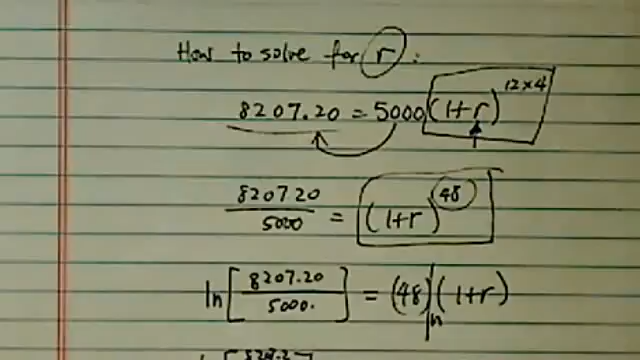 How to solve for r :
8207.20 = 5000 (1+r)^12×4
8207 20 / 5000 = (1+r)^48
ln [ 8207.20 / 5000. ] = (48) ln (1+r)